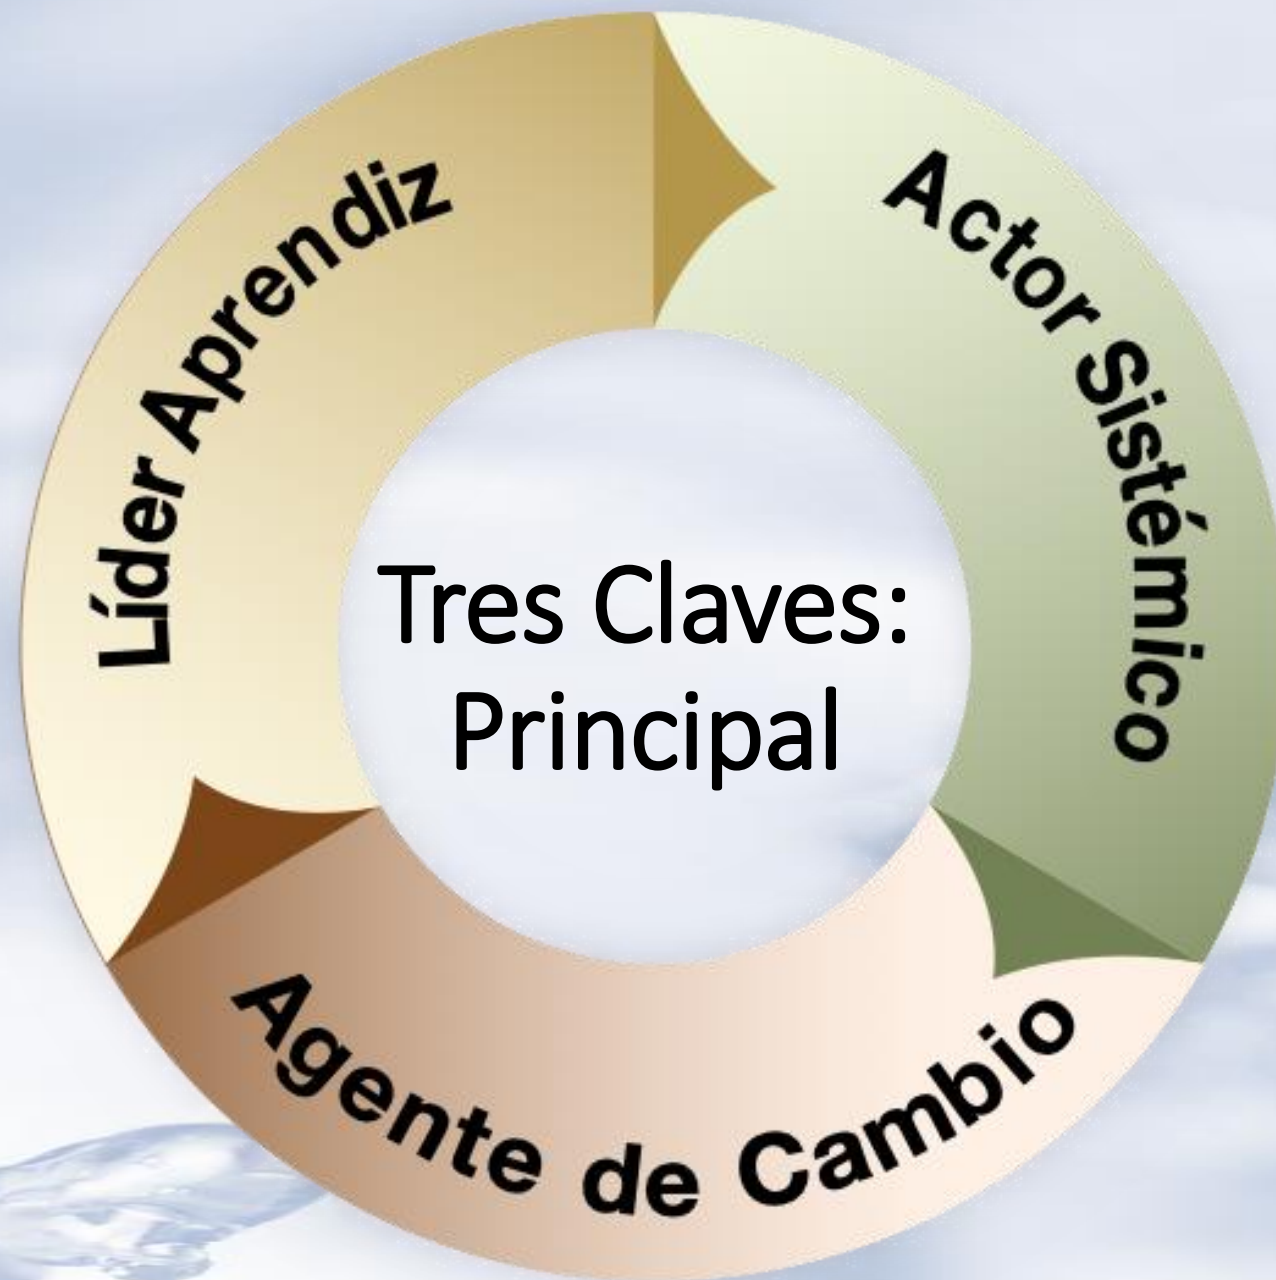 Líder Aprendiz
Actor Sistémico
Tres Claves:
Principal
Agente de Cambio